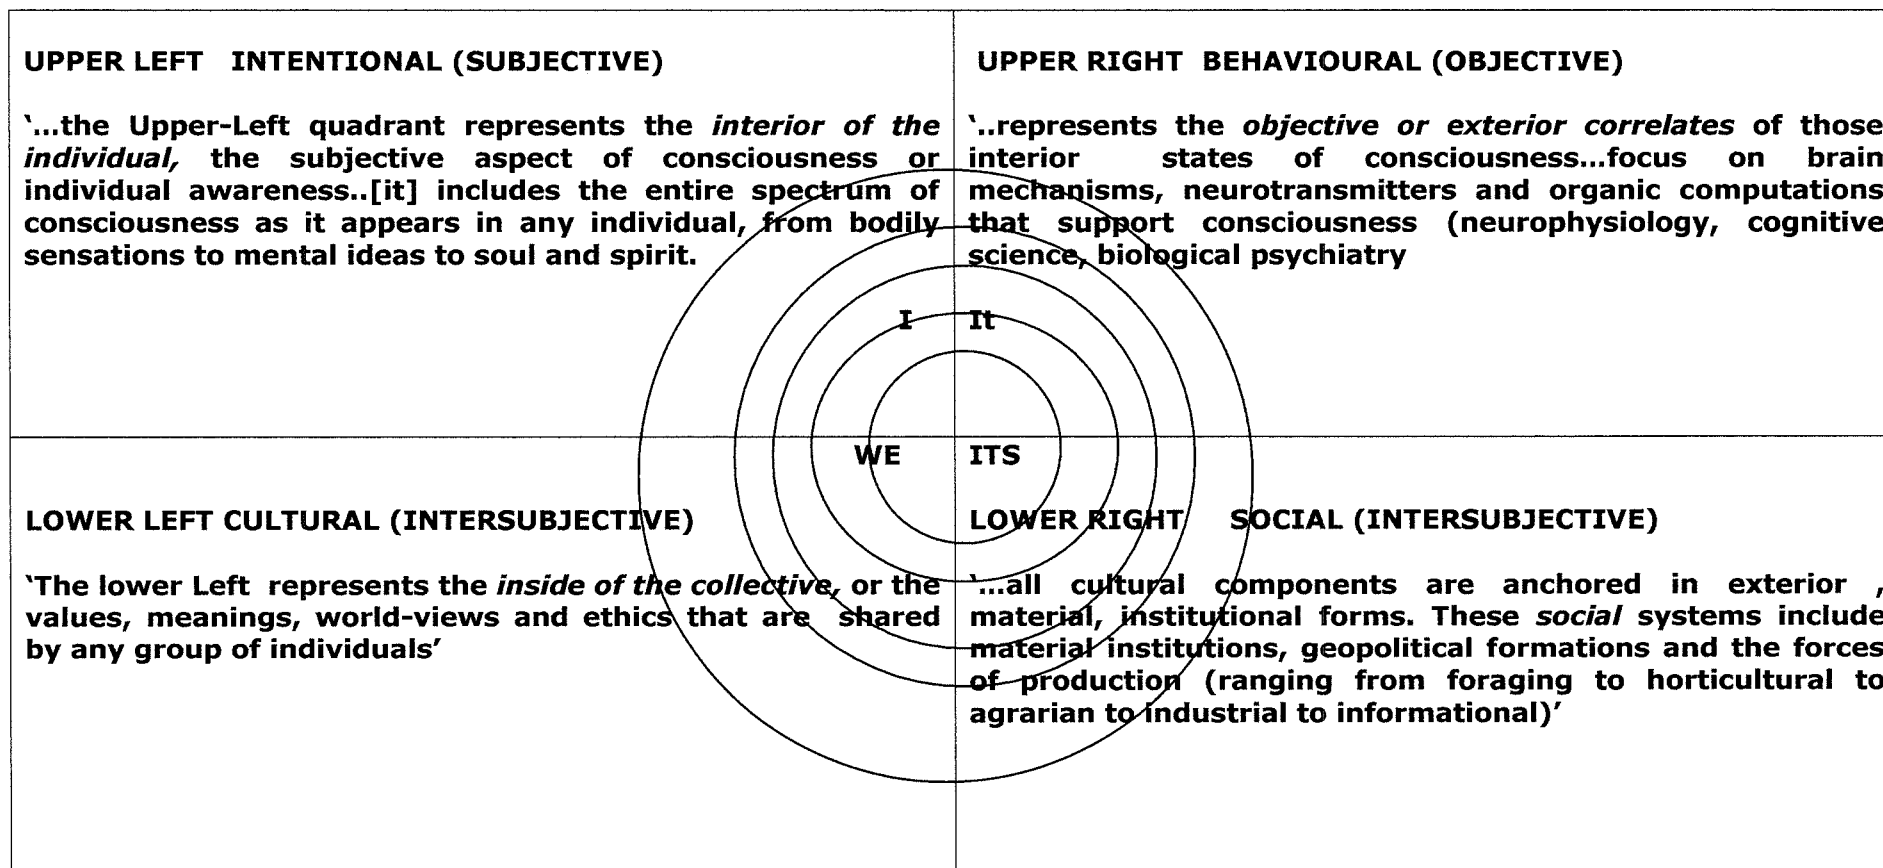 UPPER LEFT INTENTIONAL (SUBJECTIVE)
‘...the Upper-Left quadrant represents the interior of the
individual, the subjective aspect of consciousness or
individual awareness..[it] includes the entire spectrum of
consciousness as it appears in any individual, from bodily
sensations to mental ideas to soul and spirit.
UPPER RIGHT BEHAVIOURAL (OBJECTIVE)
‘..represents the objective or exterior correlates of those
interior states of consciousness...focus on brain
mechanisms, neurotransmitters and organic computations
that support consciousness (neurophysiology, cognitive
science, biological psychiatry
I
It
WE
ITS
LOWER LEFT CULTURAL (INTERSUBJECTIVE)
‘The lower Left represents the inside of the collective, or the
values, meanings, world-views and ethics that are shared
by any group of individuals’
LOWER RIGHT SOCIAL (INTERSUBJECTIVE)
‘...all cultural components are anchored in exterior ,
material, institutional forms. These social systems include
material institutions, geopolitical formations and the forces
of production (ranging from foraging to horticultural to
agrarian to industrial to informational)’